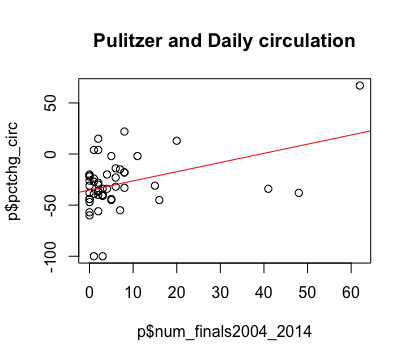 Pulitzer and Daily circulation
p$pctchg_circ
50
0
-50
-100
0 10 20 30 40 50 60
p$num_finals2004_2014